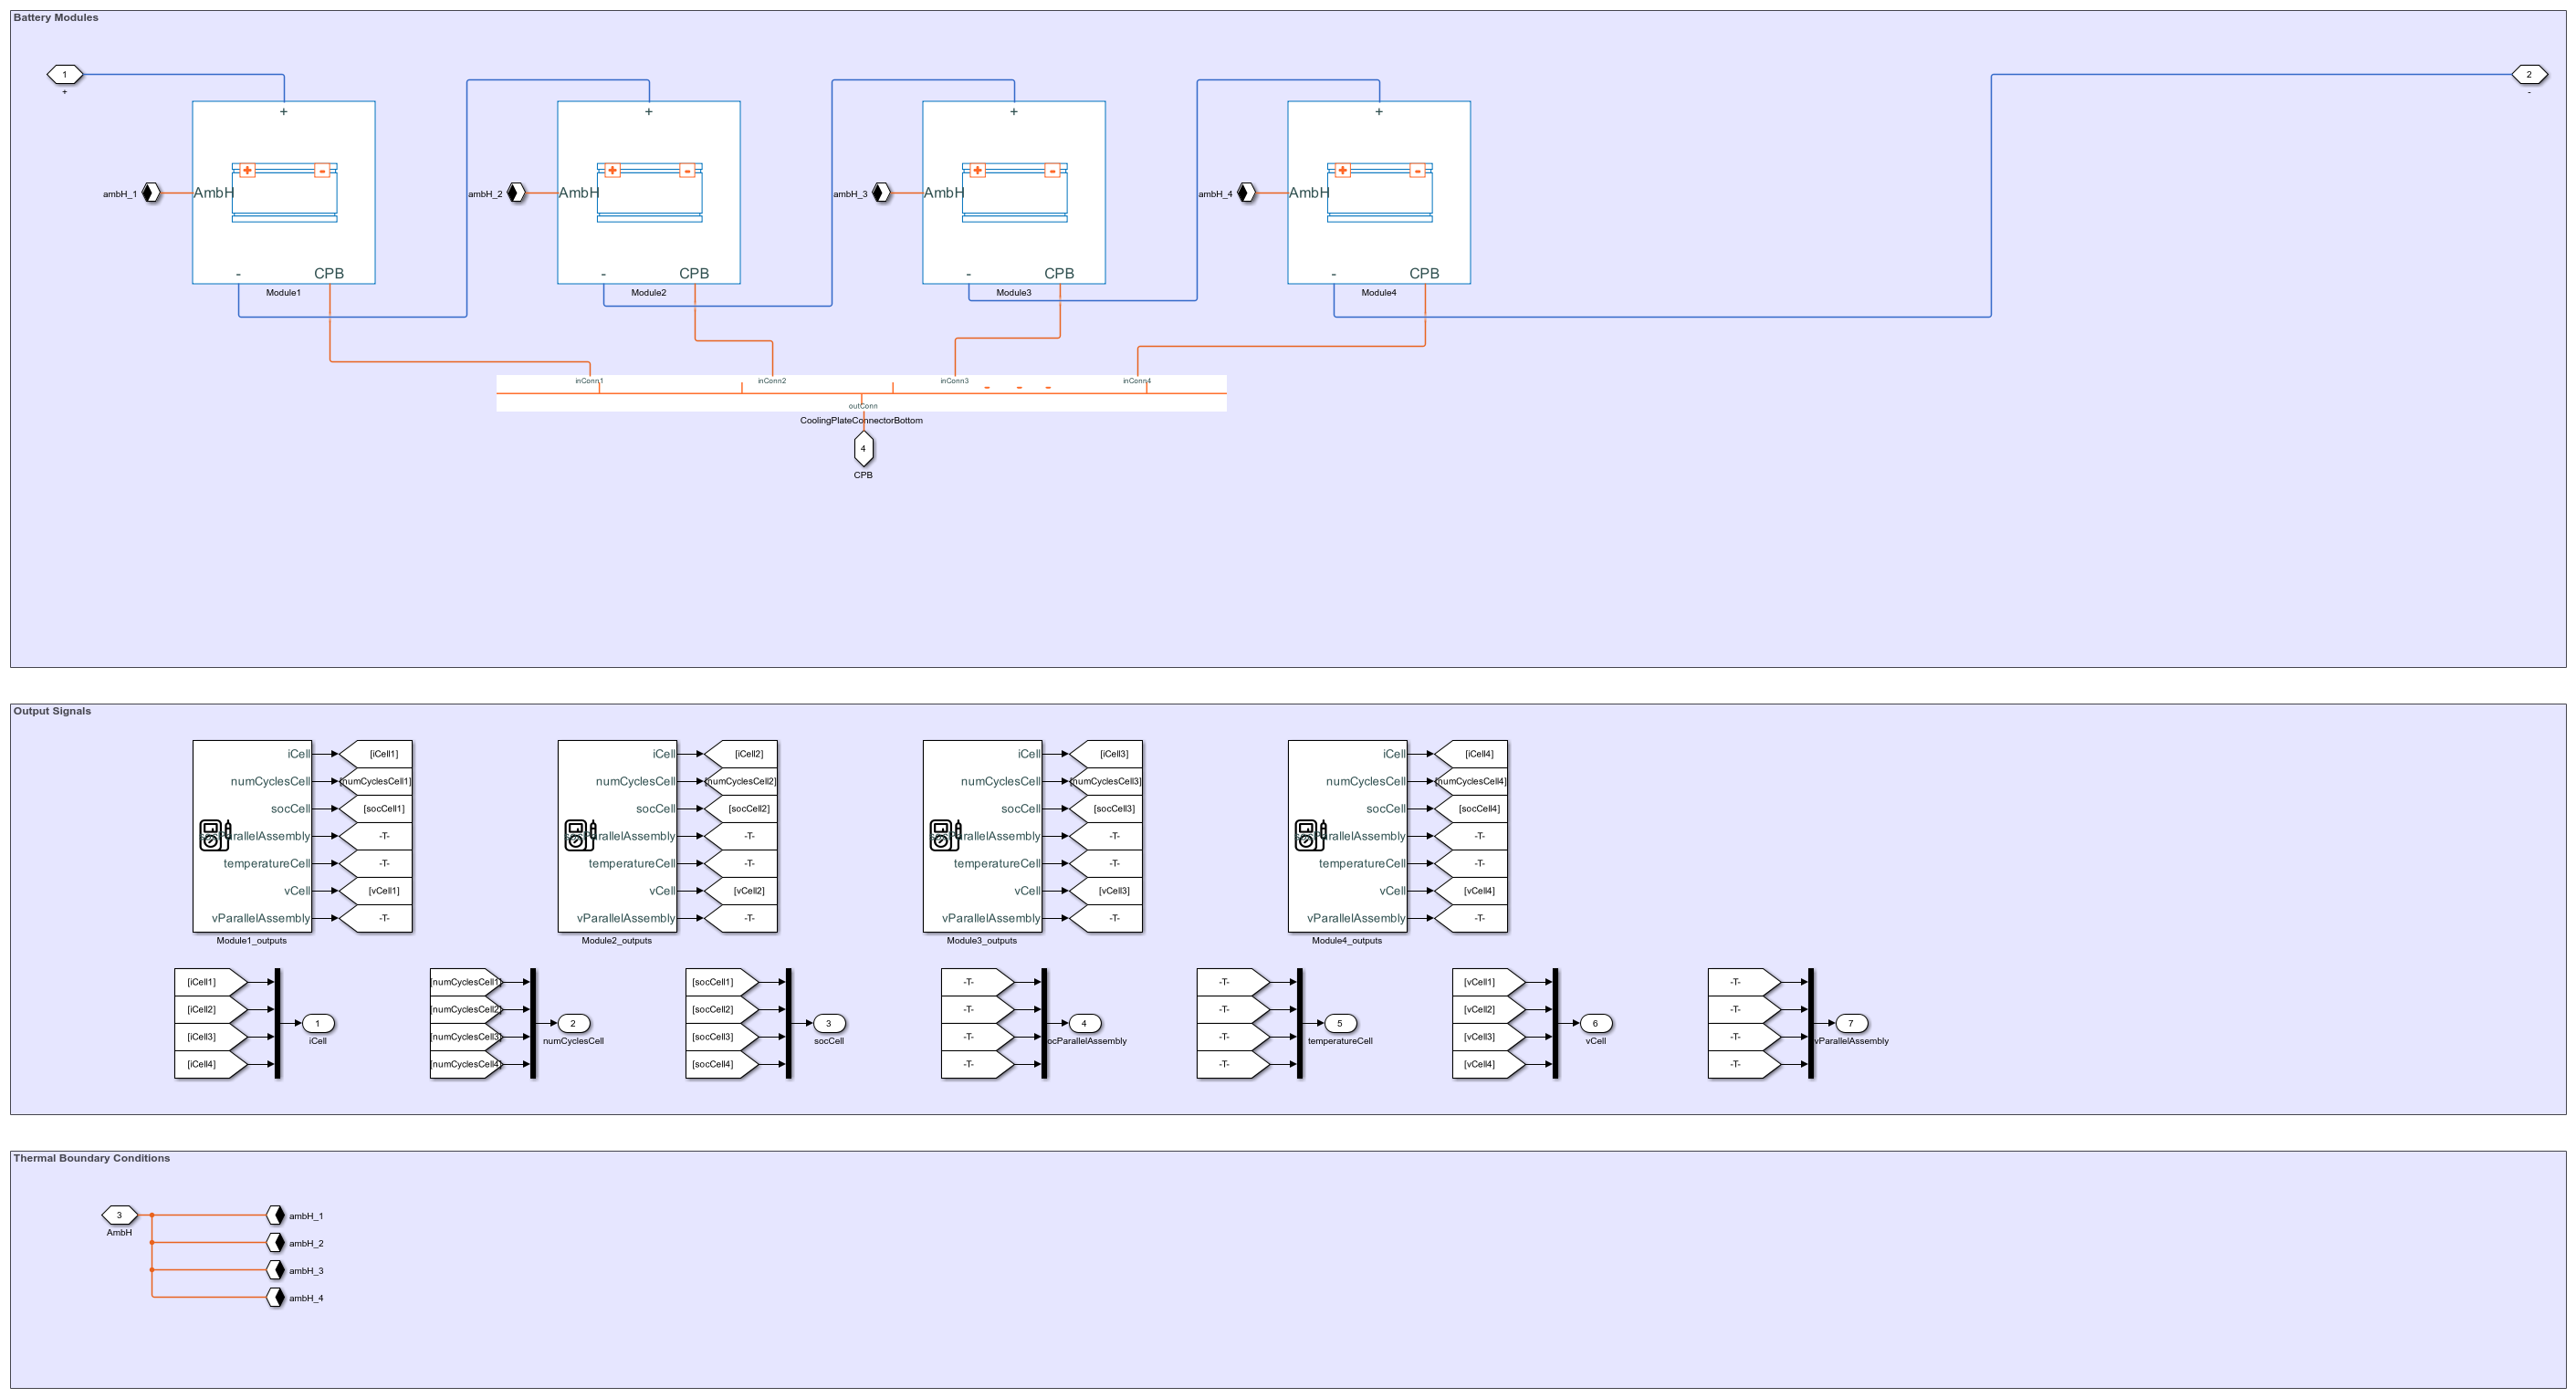 Battery Modules
1
+
2
-
+
+
+
+
+ -
+ -
+ -
+ -
ambH_1
AmbH
ambH_2
AmbH
ambH_3
AmbH
ambH_4
AmbH
- CPB
- CPB
- CPB
- CPB
Module1
Module2
Module3
Module4
inConn1
inConn2
inConn3
inConn4
outConn
CoolingPlateConnectorBottom
4
CPB
Output Signals
iCell
[iCell1]
numCyclesCell
[numCyclesCell1]
socCell
[socCell1]
socParallelAssembly
-T-
temperatureCell
-T-
vCell
[vCell1]
vParallelAssembly
-T-
Module1_outputs
iCell
[iCell2]
numCyclesCell
[numCyclesCell2]
socCell
[socCell2]
socParallelAssembly
-T-
temperatureCell
-T-
vCell
[vCell2]
vParallelAssembly
-T-
Module2_outputs
iCell
[iCell3]
numCyclesCell
[numCyclesCell3]
socCell
[socCell3]
socParallelAssembly
-T-
temperatureCell
-T-
vCell
[vCell3]
vParallelAssembly
-T-
Module3_outputs
iCell
[iCell4]
numCyclesCell
[numCyclesCell4]
socCell
[socCell4]
socParallelAssembly
-T-
temperatureCell
-T-
vCell
[vCell4]
vParallelAssembly
-T-
Module4_outputs
[iCell1]
[iCell2]
[iCell3]
[iCell4]
1
iCell
[numCyclesCell1]
[numCyclesCell2]
[numCyclesCell3]
[numCyclesCell4]
2
numCyclesCell
[socCell1]
[socCell2]
[socCell3]
[socCell4]
3
socCell
-T-
-T-
-T-
-T-
4
socParallelAssembly
-T-
-T-
-T-
-T-
5
temperatureCell
[vCell1]
[vCell2]
[vCell3]
[vCell4]
6
vCell
-T-
-T-
-T-
-T-
7
vParallelAssembly
Thermal Boundary Conditions
3
AmbH
ambH_1
ambH_2
ambH_3
ambH_4